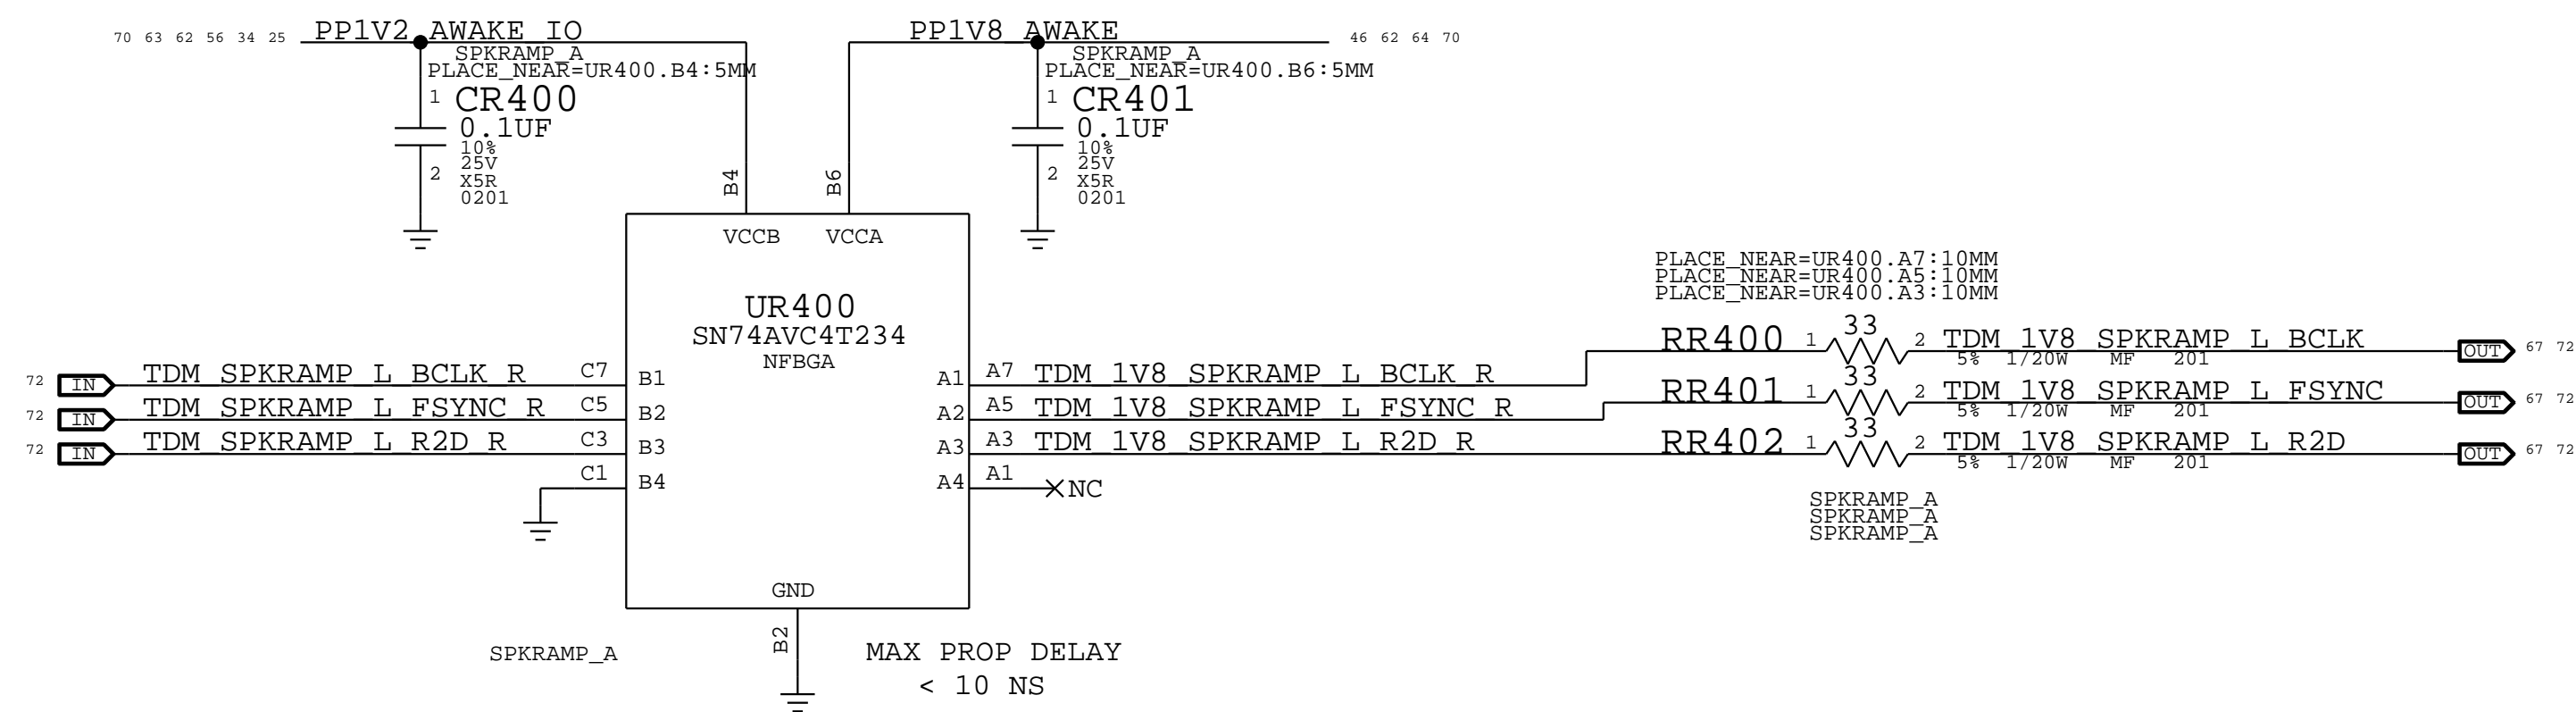 70 63 62 56 34 25 PP1V2_AWAKE_IO
SPKRAMP_A
PLACE_NEAR=UR400.B4:5MM
1 CR400
0.1UF
10%
25V
2 X5R
0201
PP1V8_AWAKE 46 62 64 70
SPKRAMP_A
PLACE_NEAR=UR400.B6:5MM
1 CR401
0.1UF
10%
25V
2 X5R
0201
B4 B6
VCCB VCCA
UR400
SN74AVC4T234
NFBGA
72 IN TDM_SPKRAMP_L_BCLK_R C7 B1
72 IN TDM_SPKRAMP_L_FSYNC_R C5 B2
72 IN TDM_SPKRAMP_L_R2D_R C3 B3
C1 B4
A1 A7 TDM_1V8_SPKRAMP_L_BCLK_R
A2 A5 TDM_1V8_SPKRAMP_L_FSYNC_R
A3 A3 TDM_1V8_SPKRAMP_L_R2D_R
A4 A1 NC
GND
B2
SPKRAMP_A
MAX PROP DELAY
< 10 NS
PLACE_NEAR=UR400.A7:10MM
PLACE_NEAR=UR400.A5:10MM
PLACE_NEAR=UR400.A3:10MM
RR400 1 33 2 TDM_1V8_SPKRAMP_L_BCLK OUT 67 72
5% 1/20W MF 201
RR401 1 33 2 TDM_1V8_SPKRAMP_L_FSYNC OUT 67 72
5% 1/20W MF 201
RR402 1 33 2 TDM_1V8_SPKRAMP_L_R2D OUT 67 72
5% 1/20W MF 201
SPKRAMP_A
SPKRAMP_A
SPKRAMP_A